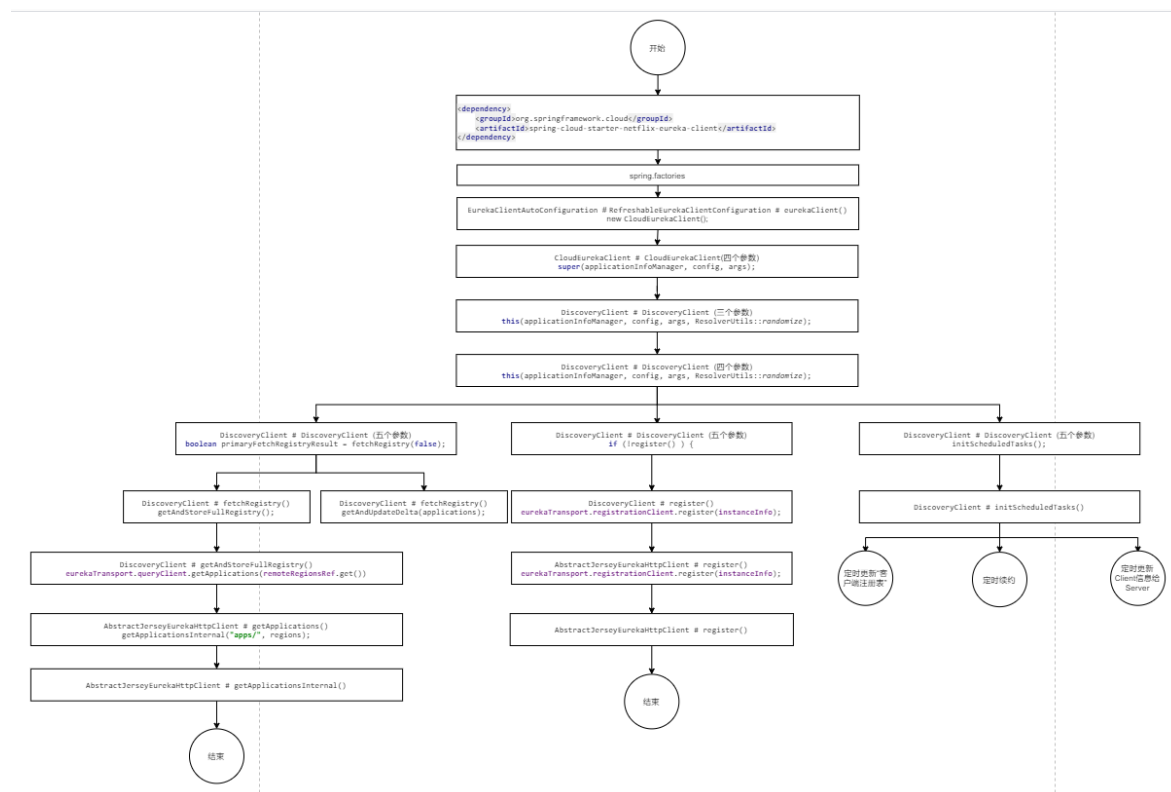 开始
<dependency>
<groupId>org.springframework.cloud</groupId>
<artifactId>spring-cloud-starter-netflix-eureka-client</artifactId>
</dependency>
spring.factories
EurekaClientAutoConfiguration # RefreshableEurekaClientConfiguration # eurekaClient()
new CloudEurekaClient();
CloudEurekaClient # CloudEurekaClient(四个参数)
super(applicationInfoManager, config, args);
DiscoveryClient # DiscoveryClient (三个参数)
this(applicationInfoManager, config, args, ResolverUtils::randomize);
DiscoveryClient # DiscoveryClient (四个参数)
this(applicationInfoManager, config, args, ResolverUtils::randomize);
DiscoveryClient # DiscoveryClient (五个参数)
boolean primaryFetchRegistryResult = fetchRegistry(false);
DiscoveryClient # DiscoveryClient (五个参数)
if (!register() ) {
DiscoveryClient # DiscoveryClient (五个参数)
initScheduledTasks();
DiscoveryClient # fetchRegistry()
getAndStoreFullRegistry();
DiscoveryClient # fetchRegistry()
getAndUpdateDelta(applications);
DiscoveryClient # register()
eurekaTransport.registrationClient.register(instanceInfo);
DiscoveryClient # initScheduledTasks()
DiscoveryClient # getAndStoreFullRegistry()
eurekaTransport.queryClient.getApplications(remoteRegionsRef.get())
AbstractJerseyEurekaHttpClient # register()
eurekaTransport.registrationClient.register(instanceInfo);
定时更新“客
户端注册表”
定时续约
定时更新
Client信息给
Server
AbstractJerseyEurekaHttpClient # getApplications()
getApplicationsInternal("apps/", regions);
AbstractJerseyEurekaHttpClient # register()
AbstractJerseyEurekaHttpClient # getApplicationsInternal()
结束
结束